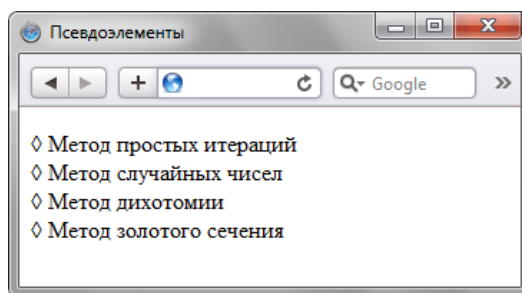 Псевдоэлементы
Google
◊ Метод простых итераций
◊ Метод случайных чисел
◊ Метод дихотомии
◊ Метод золотого сечения